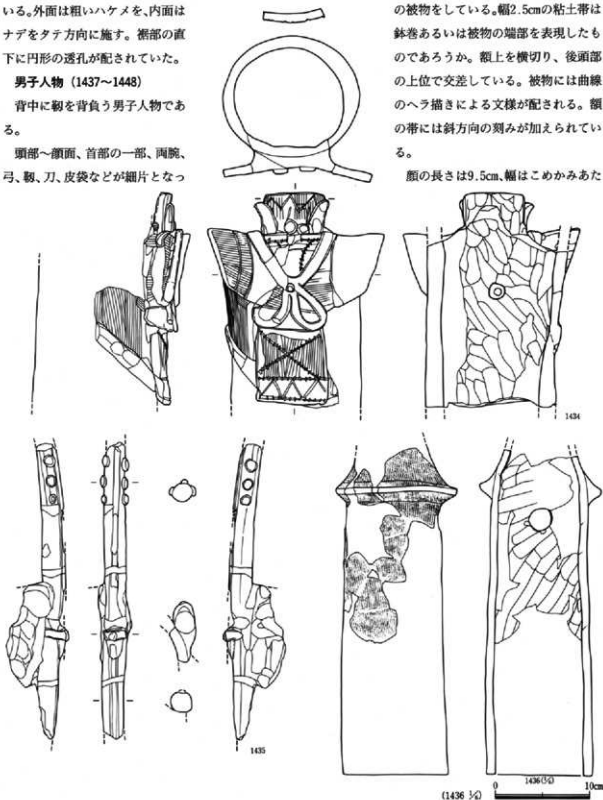 いる。外面は粗いハケメを、内面は
ナデをタテ方向に施す。裾部の直
下に円形の透孔が配されていた。
男子人物（1437～1448）
背中に靫を背負う男子人物であ
る。
頭部～顔面、首部の一部、両腕、
弓、靫、刀、皮袋などが細片となっ
の被物をしている。幅2.5cmの粘土帯は
鉢巻あるいは被物の端部を表現したも
のであろうか。額上を横切り、後頭部
の上位で交差している。被物には曲線
のヘラ描きによる文様が配される。額
の帯には斜方向の刻みが加えられてい
る。
顔の長さは9.5cm、幅はこめかみあた
1434
1435
(1436 ⅙)
0 1436(⅙) 10cm